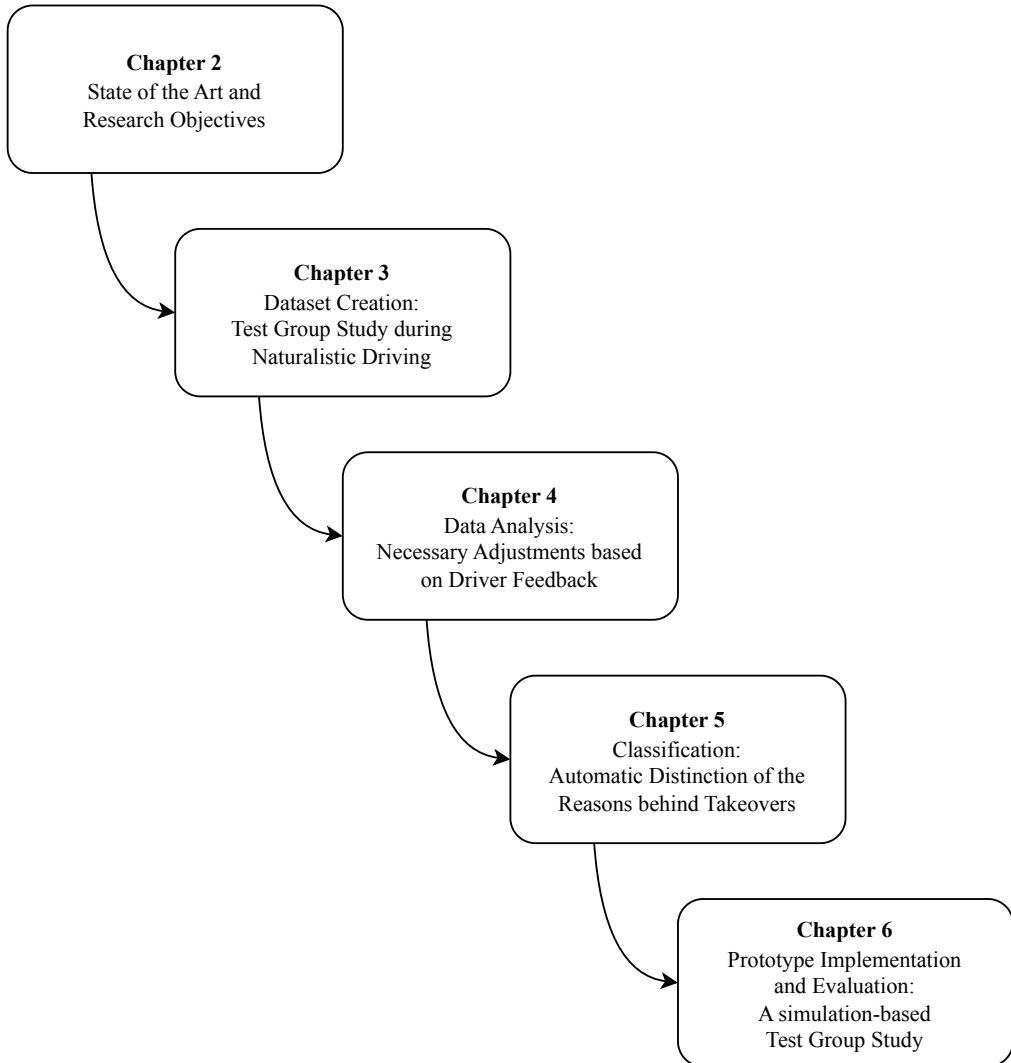 Chapter 2
State of the Art and
Research Objectives
Chapter 3
Dataset Creation:
Test Group Study during
Naturalistic Driving
Chapter 4
Data Analysis:
Necessary Adjustments based
on Driver Feedback
Chapter 5
Classification:
Automatic Distinction of the
Reasons behind Takeovers
Chapter 6
Prototype Implementation
and Evaluation:
A simulation-based
Test Group Study